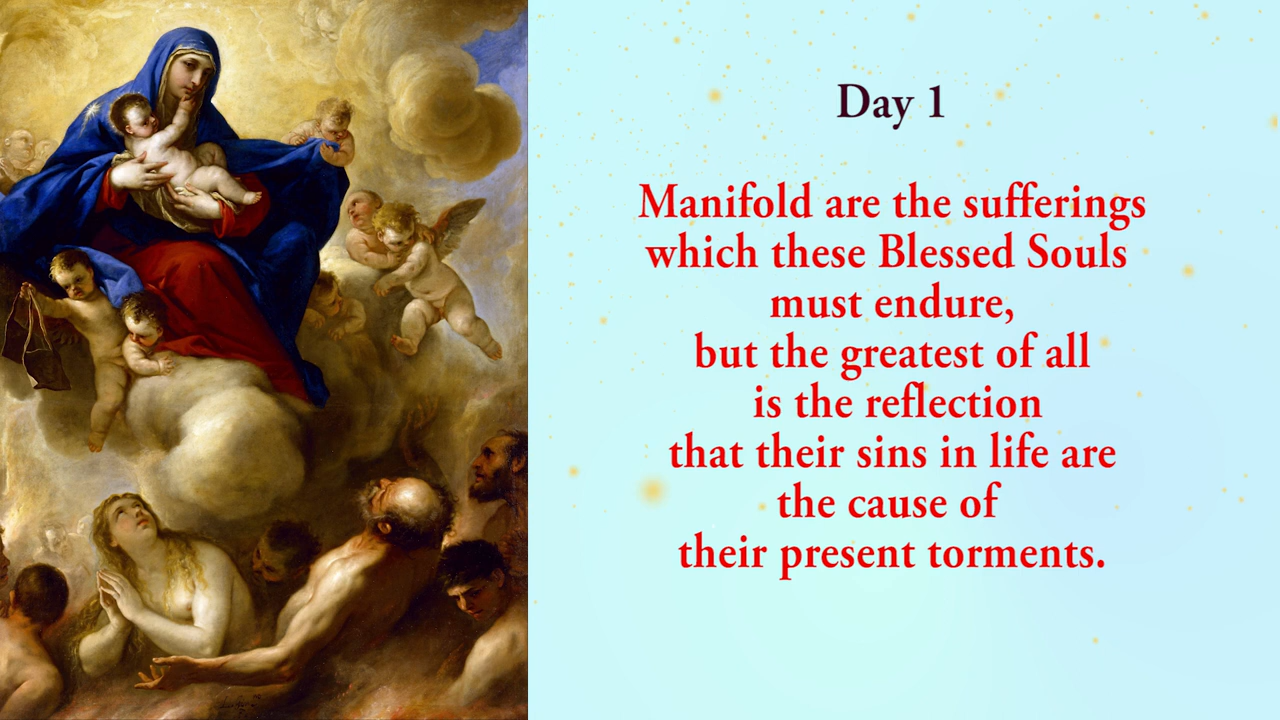 Day 1
Manifold are the sufferings
which these Blessed Souls
must endure,
but the greatest of all
is the reflection
that their sins in life are
the cause of
their present torments.